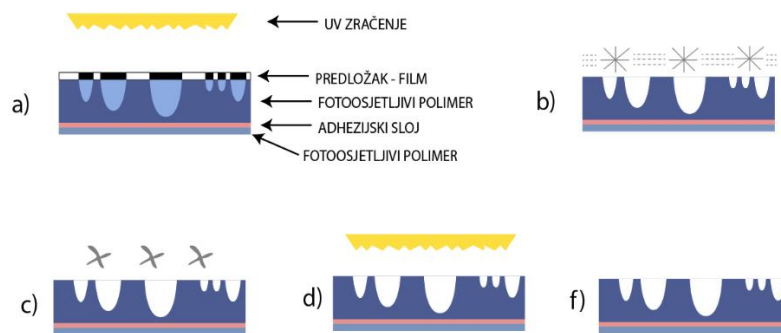 UV ZRAČENJE
PREDLOŽAK - FILM
a)
FOTOOSJETLJIVI POLIMER
ADHEZIJSKI SLOJ
FOTOOSJETLJIVI POLIMER
b)
c)
d)
f)